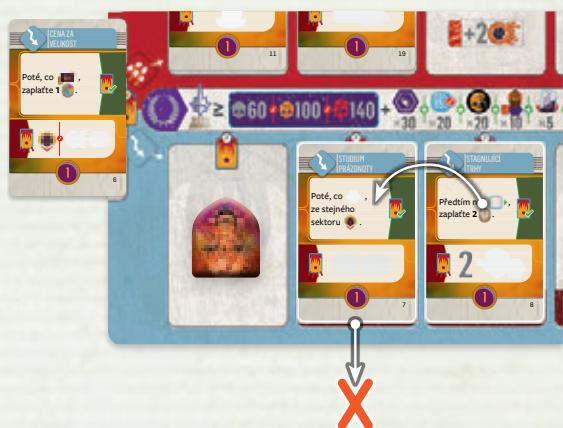 CENA ZA
VELIKOST
Poté, co ,
zaplaťte 1 .
1
6
1
11
1
19
+2
≥ 60 100 140 + ×30 ×20 ×20 ×10 ×5
STUDIUM
PRÁZDNOTY
Poté, co ,
ze stejného
sektoru .
1
7
STAGNUJÍCÍ
TRHY
Předtím n ,
zaplaťte 2 .
2
1
8
X